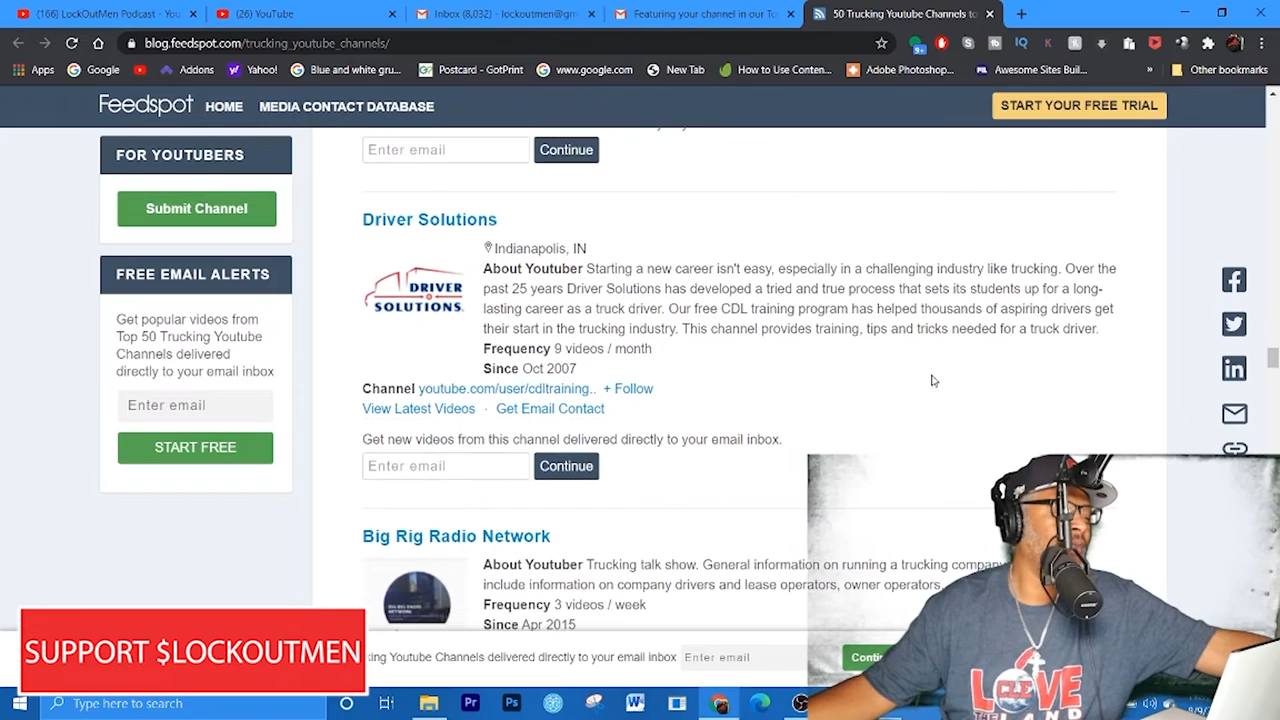 (166) LockOutMen Podcast - You
(26) YouTube
Inbox (8,032) - lockoutmen@gm
Featuring your channel in our To
50 Trucking Youtube Channels to
blog.feedspot.com/trucking_youtube_channels/
9+
IQ
K
Apps
Google
Addons
Yahoo!
Blue and white gru...
Postcard - GotPrint
www.google.com
New Tab
How to Use Conten...
Adobe Photoshop...
Awesome Sites Buil...
»
Other bookmarks
Feedspot
HOME
MEDIA CONTACT DATABASE
START YOUR FREE TRIAL
FOR YOUTUBERS
Submit Channel
FREE EMAIL ALERTS
Get popular videos from
Top 50 Trucking Youtube
Channels delivered
directly to your email inbox
Enter email
START FREE
Enter email
Continue
Driver Solutions
DRIVER
SOLUTIONS
Indianapolis, IN
About Youtuber Starting a new career isn't easy, especially in a challenging industry like trucking. Over the
past 25 years Driver Solutions has developed a tried and true process that sets its students up for a long-
lasting career as a truck driver. Our free CDL training program has helped thousands of aspiring drivers get
their start in the trucking industry. This channel provides training, tips and tricks needed for a truck driver.
Frequency 9 videos / month
Since Oct 2007
Channel youtube.com/user/cdltraining.. + Follow
View Latest Videos · Get Email Contact
Get new videos from this channel delivered directly to your email inbox.
Enter email
Continue
Big Rig Radio Network
BIG RIG RADIO
NETWORK
About Youtuber Trucking talk show. General information on running a trucking company
include information on company drivers and lease operators, owner operators,
Frequency 3 videos / week
Since Apr 2015
king Youtube Channels delivered directly to your email inbox
Enter email
SUPPORT $LOCKOUTMEN
LOVE
CLE
THE LAND
Type here to search
Pr
Ps
W